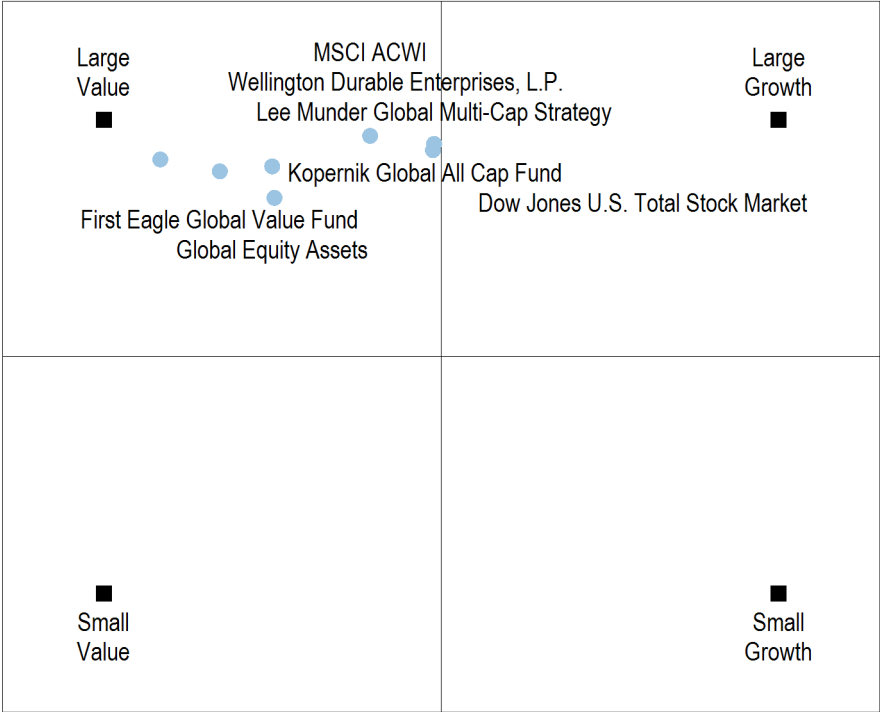 Large
Value
MSCI ACWI
Wellington Durable Enterprises, L.P.
Lee Munder Global Multi-Cap Strategy
Large
Growth
Kopernik Global All Cap Fund
Dow Jones U.S. Total Stock Market
First Eagle Global Value Fund
Global Equity Assets
Small
Value
Small
Growth